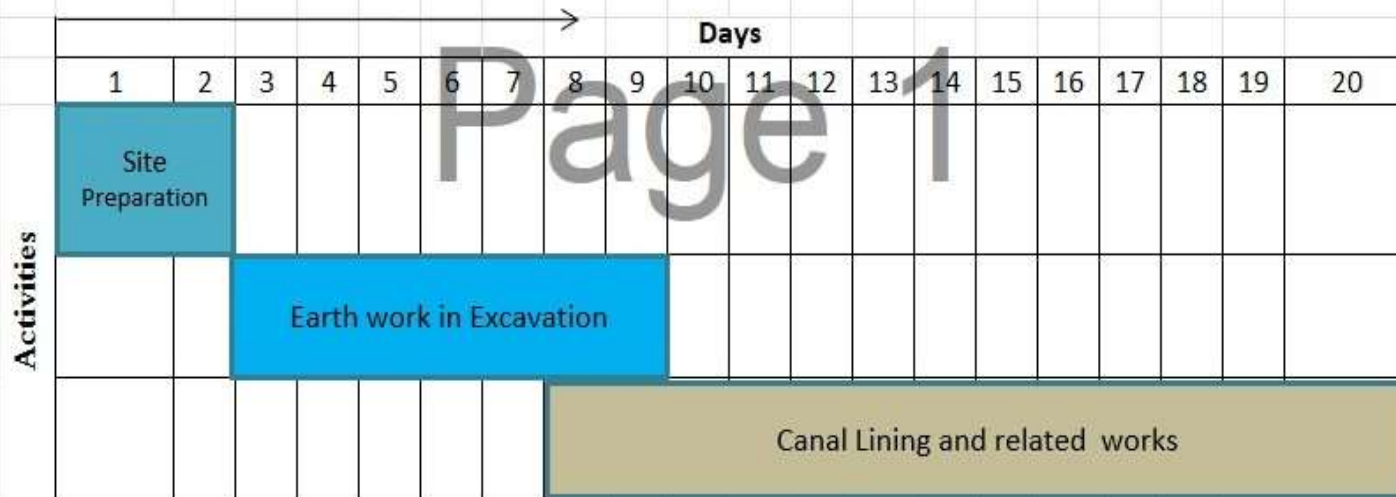 Days
1 2 3 4 5 6 7 8 9 10 11 12 13 14 15 16 17 18 19 20
Page 1
Site
Preparation
Activities
Earth work in Excavation
Canal Lining and related works